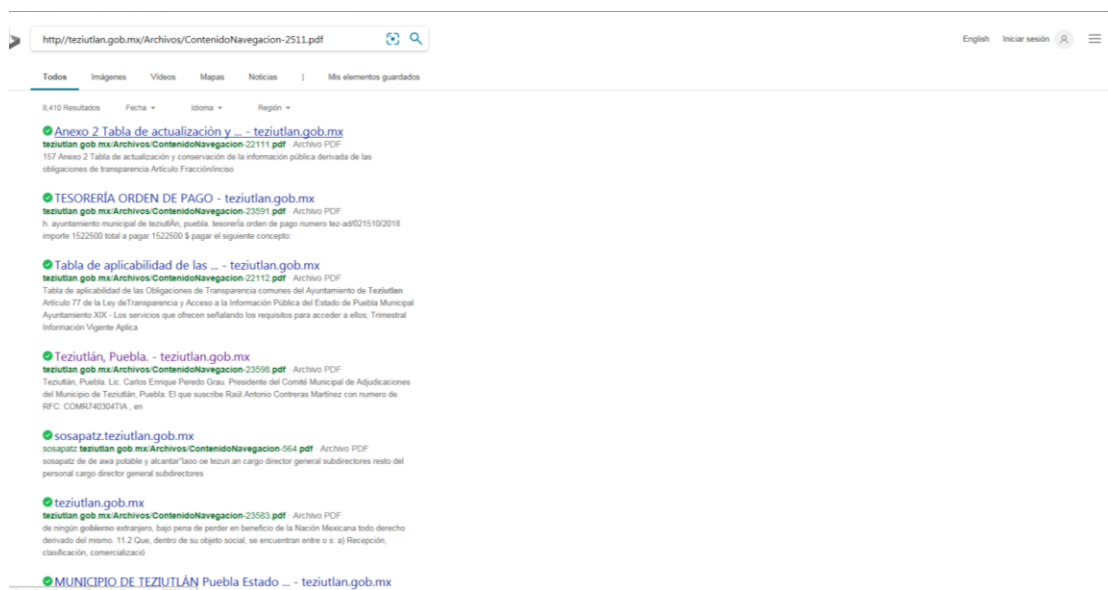 http//teziutlan.gob.mx/Archivos/ContenidoNavegacion-2511.pdf
English Iniciar sesión
Todos Imágenes Vídeos Mapas Noticias | Mis elementos guardados
8,410 Resultados Fecha Idioma Región
Anexo 2 Tabla de actualización y ... - teziutlan.gob.mx
teziutlan.gob.mx/Archivos/ContenidoNavegacion-22111.pdf · Archivo PDF
157 Anexo 2 Tabla de actualización y conservación de la información pública derivada de las
obligaciones de transparencia Artículo Fracción/inciso
TESORERÍA ORDEN DE PAGO - teziutlan.gob.mx
teziutlan.gob.mx/Archivos/ContenidoNavegacion-23591.pdf · Archivo PDF
h. ayuntamiento municipal de teziutlÁn, puebla. tesorerÍa orden de pago numero tez-ad/021510/2018
importe 1522500 total a pagar 1522500 $ pagar el siguiente concepto:
Tabla de aplicabilidad de las ... - teziutlan.gob.mx
teziutlan.gob.mx/Archivos/ContenidoNavegacion-22112.pdf · Archivo PDF
Tabla de aplicabilidad de las Obligaciones de Transparencia comunes del Ayuntamiento de Teziutlan
Artículo 77 de la Ley deTransparencia y Acceso a la Información Pública del Estado de Puebla Municipal
Ayuntamiento XIX - Los servicios que ofrecen señalando los requisitos para acceder a ellos; Trimestral
Información Vigente Aplica
Teziutlán, Puebla. - teziutlan.gob.mx
teziutlan.gob.mx/Archivos/ContenidoNavegacion-23598.pdf · Archivo PDF
Teziutlán, Puebla. Lic. Carlos Enrique Peredo Grau. Presidente del Comité Municipal de Adjudicaciones
del Municipio de Teziutlán, Puebla. El que suscribe Raúl Antonio Contreras Martínez con numero de
RFC: COMR740304TIA , en
sosapatz.teziutlan.gob.mx
sosapatz.teziutlan.gob.mx/Archivos/ContenidoNavegacion-564.pdf · Archivo PDF
sosapatz de de awa potable y alcantar"laoo oe tezun.an cargo director general subdirectores resto del
personal cargo director general subdirectores
teziutlan.gob.mx
teziutlan.gob.mx/Archivos/ContenidoNavegacion-23583.pdf · Archivo PDF
de ningún gobierno extranjero, bajo pena de perder en beneficio de la Nación Mexicana todo derecho
derivado del mismo. 11.2 Que, dentro de su objeto social, se encuentran entre o s: a) Recepción,
clasificación, comercializació
MUNICIPIO DE TEZIUTLÁN Puebla Estado ... - teziutlan.gob.mx